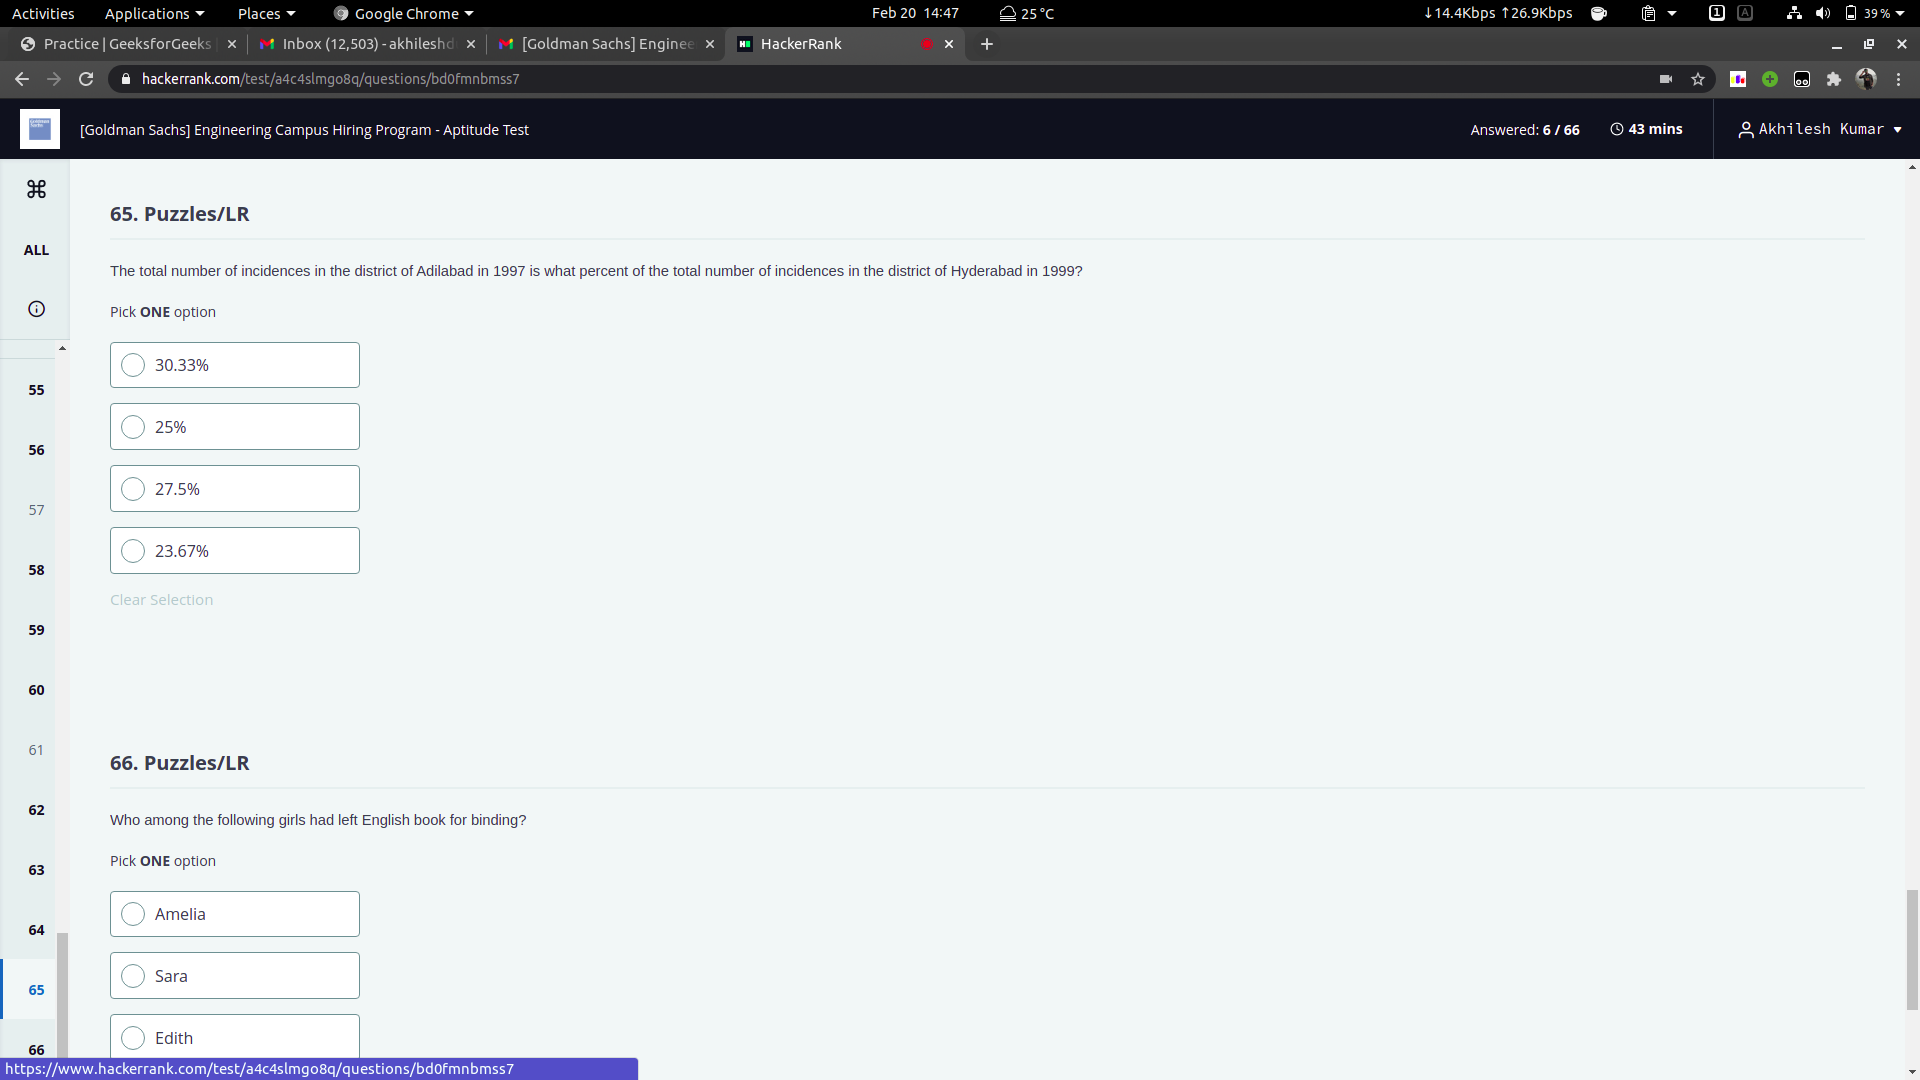 Activities Applications Places Google Chrome Feb 20 14:47 25 °C ↓14.4Kbps ↑26.9Kbps 1 A 39 %
Practice | GeeksforGeeks Inbox (12,503) - akhileshd [Goldman Sachs] Enginee HackerRank
hackerrank.com/test/a4c4slmgo8q/questions/bd0fmnbmss7
[Goldman Sachs] Engineering Campus Hiring Program - Aptitude Test Answered: 6 / 66 43 mins Akhilesh Kumar
ALL
55
56
57
58
59
60
61
62
63
64
65
66
65. Puzzles/LR
The total number of incidences in the district of Adilabad in 1997 is what percent of the total number of incidences in the district of Hyderabad in 1999?
Pick ONE option
30.33%
25%
27.5%
23.67%
Clear Selection
66. Puzzles/LR
Who among the following girls had left English book for binding?
Pick ONE option
Amelia
Sara
Edith
https://www.hackerrank.com/test/a4c4slmgo8q/questions/bd0fmnbmss7